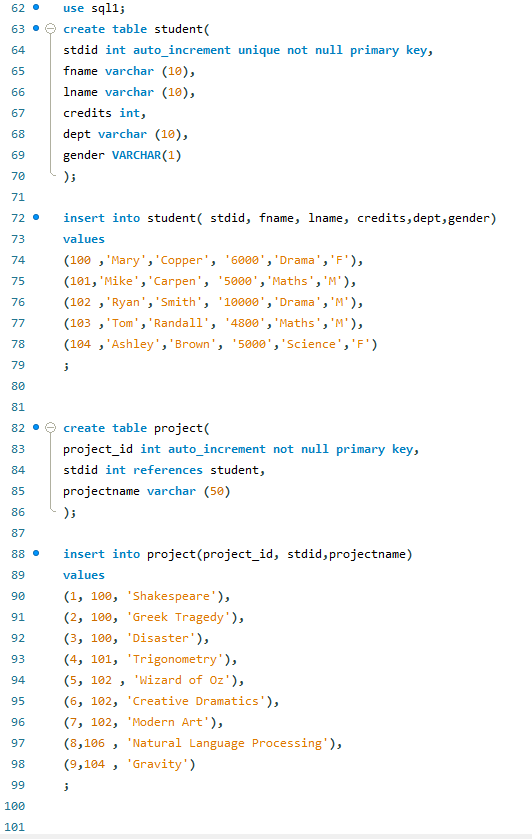 62 use sql1;
63 create table student(
64 stdid int auto_increment unique not null primary key,
65 fname varchar (10),
66 lname varchar (10),
67 credits int,
68 dept varchar (10),
69 gender VARCHAR(1)
70 );
71
72 insert into student( stdid, fname, lname, credits,dept,gender)
73 values
74 (100 ,'Mary','Copper', '6000','Drama','F'),
75 (101,'Mike','Carpen', '5000','Maths','M'),
76 (102 ,'Ryan','Smith', '10000','Drama','M'),
77 (103 ,'Tom','Randall', '4800','Maths','M'),
78 (104 ,'Ashley','Brown', '5000','Science','F')
79 ;
80
81
82 create table project(
83 project_id int auto_increment not null primary key,
84 stdid int references student,
85 projectname varchar (50)
86 );
87
88 insert into project(project_id, stdid,projectname)
89 values
90 (1, 100, 'Shakespeare'),
91 (2, 100, 'Greek Tragedy'),
92 (3, 100, 'Disaster'),
93 (4, 101, 'Trigonometry'),
94 (5, 102 , 'Wizard of Oz'),
95 (6, 102, 'Creative Dramatics'),
96 (7, 102, 'Modern Art'),
97 (8,106 , 'Natural Language Processing'),
98 (9,104 , 'Gravity')
99 ;
100
101